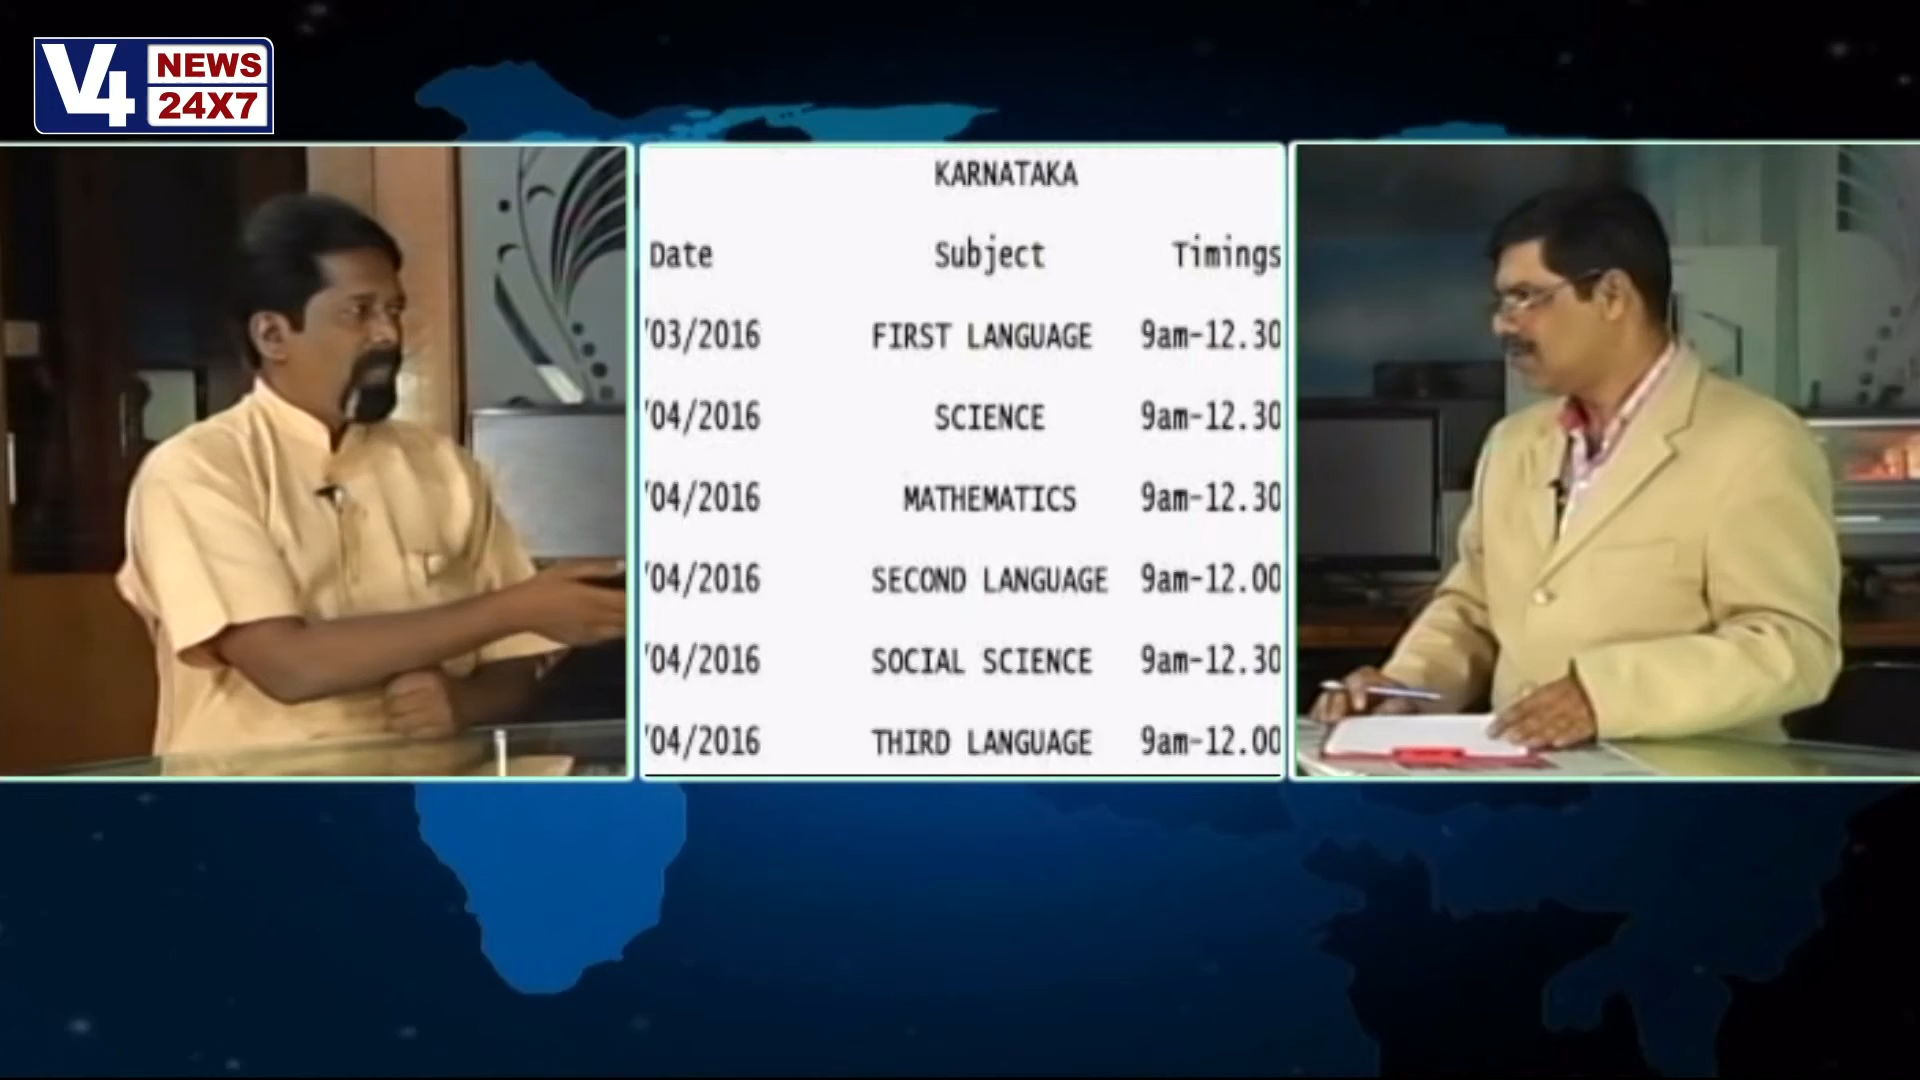 V4 NEWS
24X7
KARNATAKA
Date Subject Timings
/03/2016 FIRST LANGUAGE 9am-12.30
/04/2016 SCIENCE 9am-12.30
/04/2016 MATHEMATICS 9am-12.30
/04/2016 SECOND LANGUAGE 9am-12.00
/04/2016 SOCIAL SCIENCE 9am-12.30
/04/2016 THIRD LANGUAGE 9am-12.00